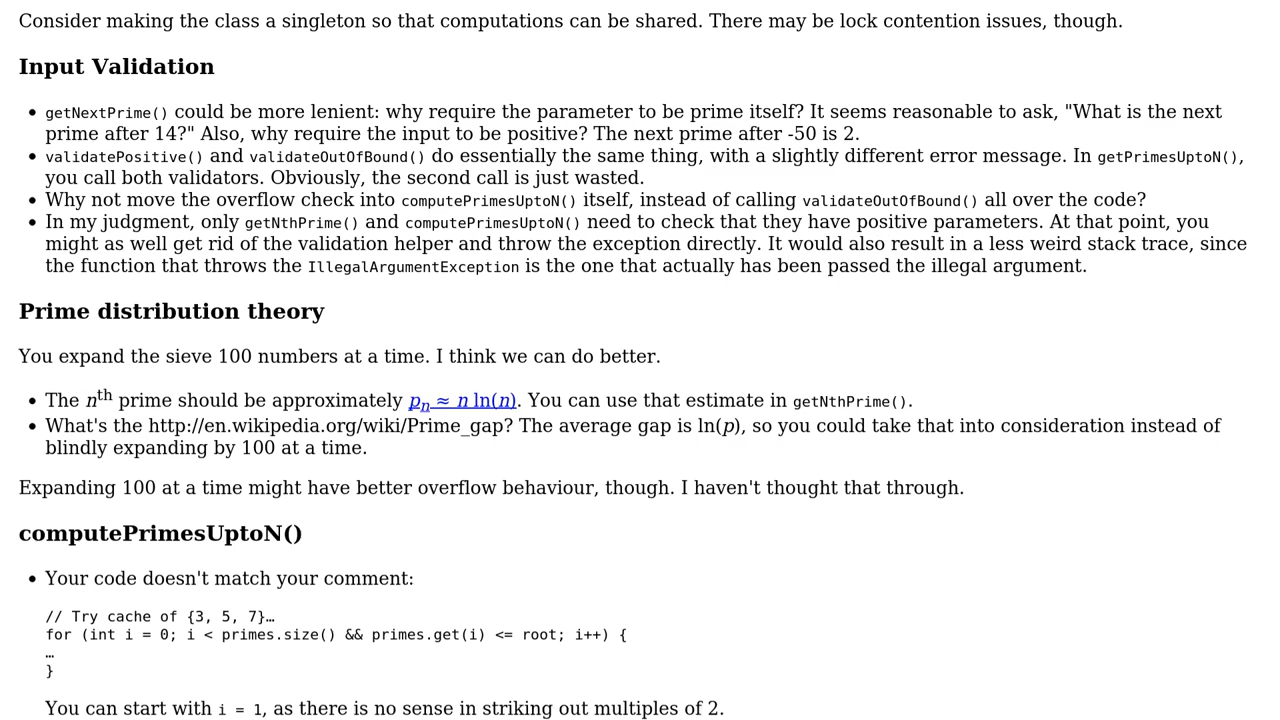 Consider making the class a singleton so that computations can be shared. There may be lock contention issues, though.
Input Validation
• getNextPrime() could be more lenient: why require the parameter to be prime itself? It seems reasonable to ask, "What is the next
prime after 14?" Also, why require the input to be positive? The next prime after -50 is 2.
• validatePositive() and validateOutOfBound() do essentially the same thing, with a slightly different error message. In getPrimesUptoN(),
you call both validators. Obviously, the second call is just wasted.
• Why not move the overflow check into computePrimesUptoN() itself, instead of calling validateOutOfBound() all over the code?
• In my judgment, only getNthPrime() and computePrimesUptoN() need to check that they have positive parameters. At that point, you
might as well get rid of the validation helper and throw the exception directly. It would also result in a less weird stack trace, since
the function that throws the IllegalArgumentException is the one that actually has been passed the illegal argument.
Prime distribution theory
You expand the sieve 100 numbers at a time. I think we can do better.
• The nth prime should be approximately pn ≈ n ln(n). You can use that estimate in getNthPrime().
• What's the http://en.wikipedia.org/wiki/Prime_gap? The average gap is ln(p), so you could take that into consideration instead of
blindly expanding by 100 at a time.
Expanding 100 at a time might have better overflow behaviour, though. I haven't thought that through.
computePrimesUptoN()
• Your code doesn't match your comment:
// Try cache of {3, 5, 7}…
for (int i = 0; i < primes.size() && primes.get(i) <= root; i++) {
…
}
You can start with i = 1, as there is no sense in striking out multiples of 2.